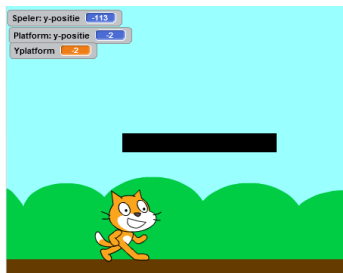 Speler: y-positie -113
Platform: y-positie -2
Yplatform -2